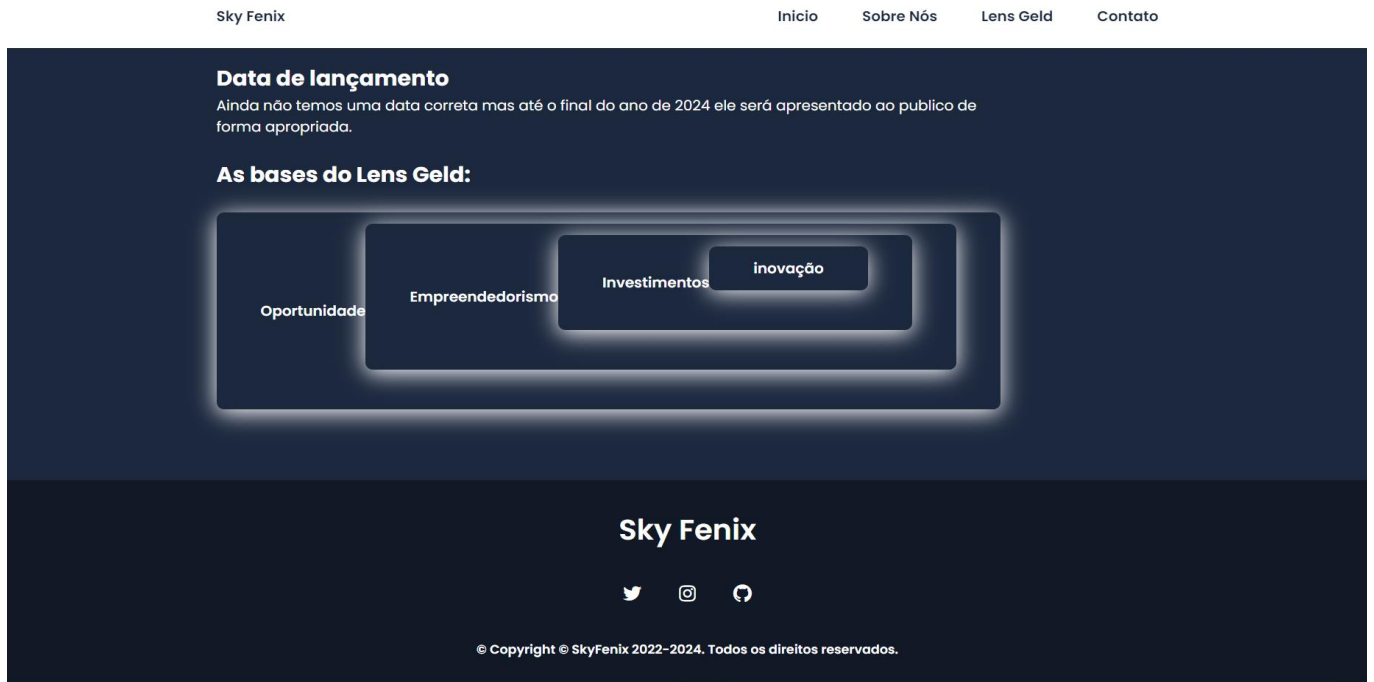 Sky Fenix
Inicio Sobre Nós Lens Geld Contato
Data de lançamento
Ainda não temos uma data correta mas até o final do ano de 2024 ele será apresentado ao publico de
forma apropriada.
As bases do Lens Geld:
Oportunidade
Empreendedorismo
Investimentos
inovação
Sky Fenix
© Copyright © SkyFenix 2022-2024. Todos os direitos reservados.